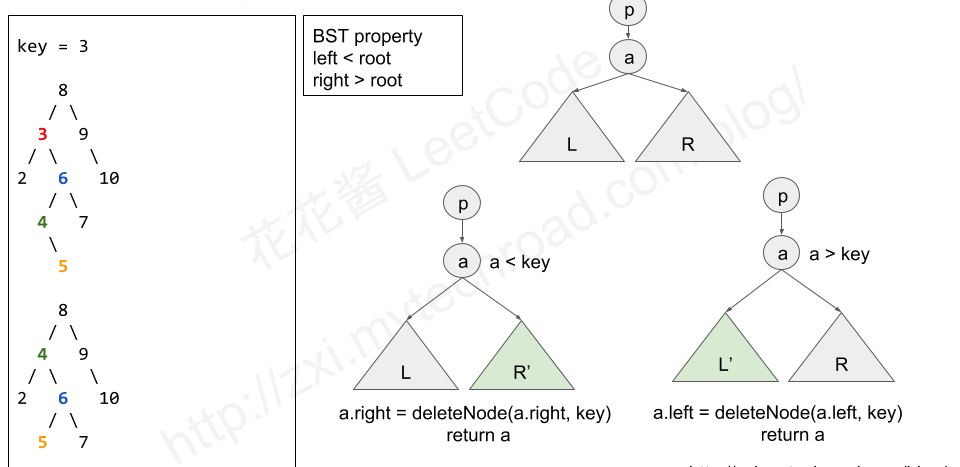 key = 3
8
/ \
3 9
/ \ \
2 6 10
/ \
4 7
\
5
8
/ \
4 9
/ \ \
2 6 10
/ \
5 7
BST property
left < root
right > root
p
a
L R
p
a a < key
L R’
a.right = deleteNode(a.right, key)
return a
p
a a > key
L’ R
a.left = deleteNode(a.left, key)
return a
花花酱 LeetCode
http://zxi.mytechroad.com/blog/